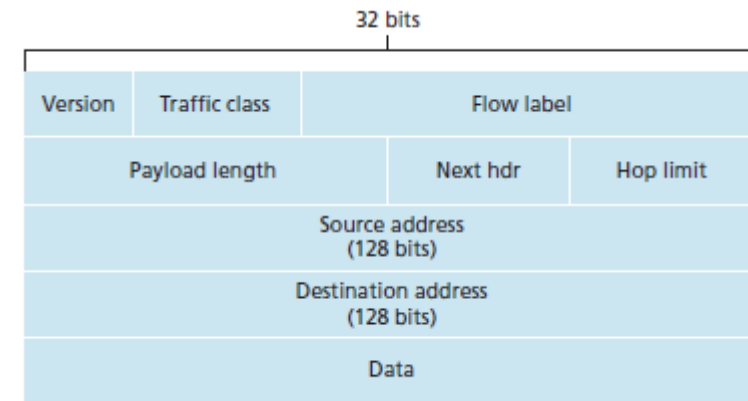 32 bits
Version Traffic class Flow label
Payload length Next hdr Hop limit
Source address
(128 bits)
Destination address
(128 bits)
Data